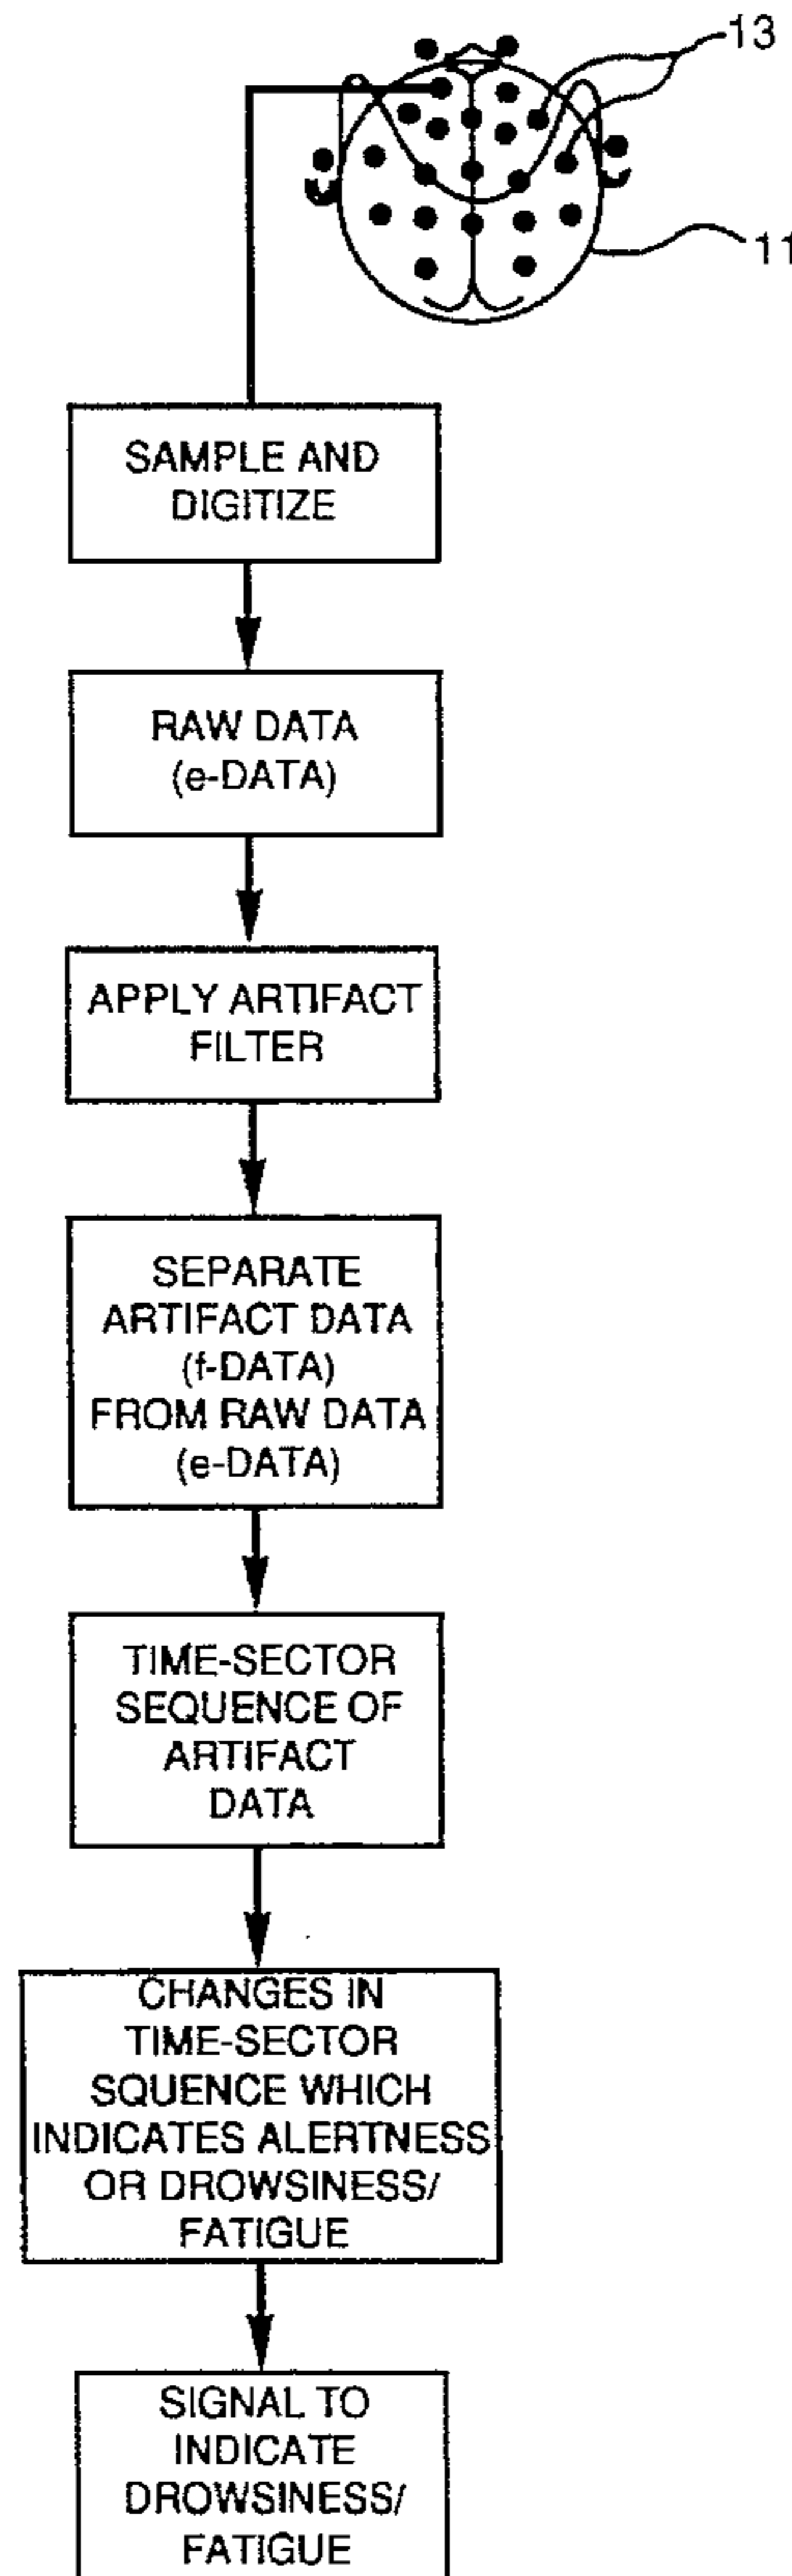 13
11
SAMPLE AND
DIGITIZE
RAW DATA
(e-DATA)
APPLY ARTIFACT
FILTER
SEPARATE
ARTIFACT DATA
(f-DATA)
FROM RAW DATA
(e-DATA)
TIME-SECTOR
SEQUENCE OF
ARTIFACT
DATA
CHANGES IN
TIME-SECTOR
SQUENCE WHICH
INDICATES ALERTNESS
OR DROWSINESS/
FATIGUE
SIGNAL TO
INDICATE
DROWSINESS/
FATIGUE